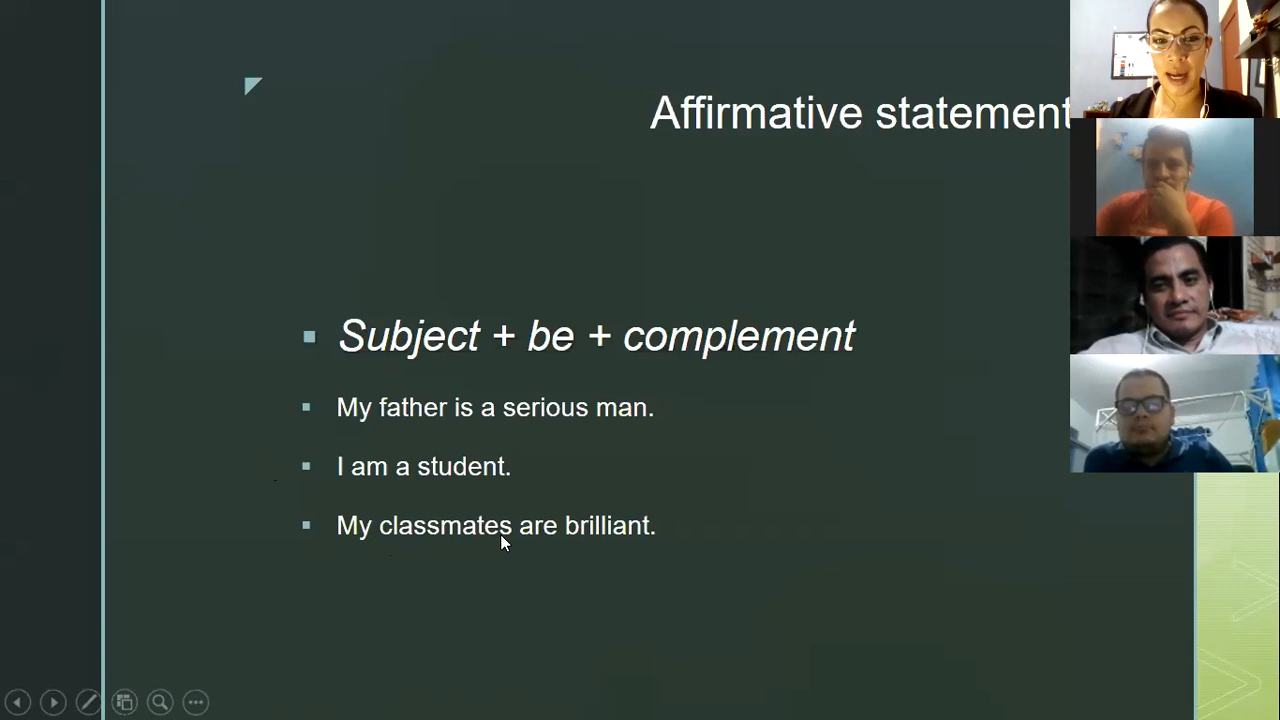 Affirmative statement
Subject + be + complement
My father is a serious man.
I am a student.
My classmates are brilliant.